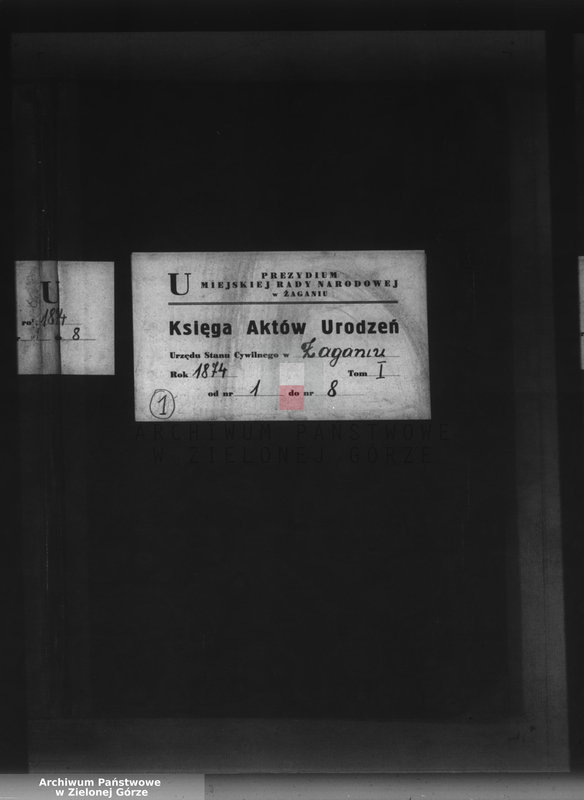 U
PREZYDIUM
MIEJSKIEJ RADY NARODOWEJ
w ŻAGANIU
Księga Aktów Urodzeń
Urzędu Stanu Cywilnego w Żaganiu
Rok 1874 Tom I
od nr 1 do nr 8
1
U
1874
1 8
ARCHIWUM PAŃSTWOWE
W ZIELONEJ GÓRZE
Archiwum Państwowe
w Zielonej Górze